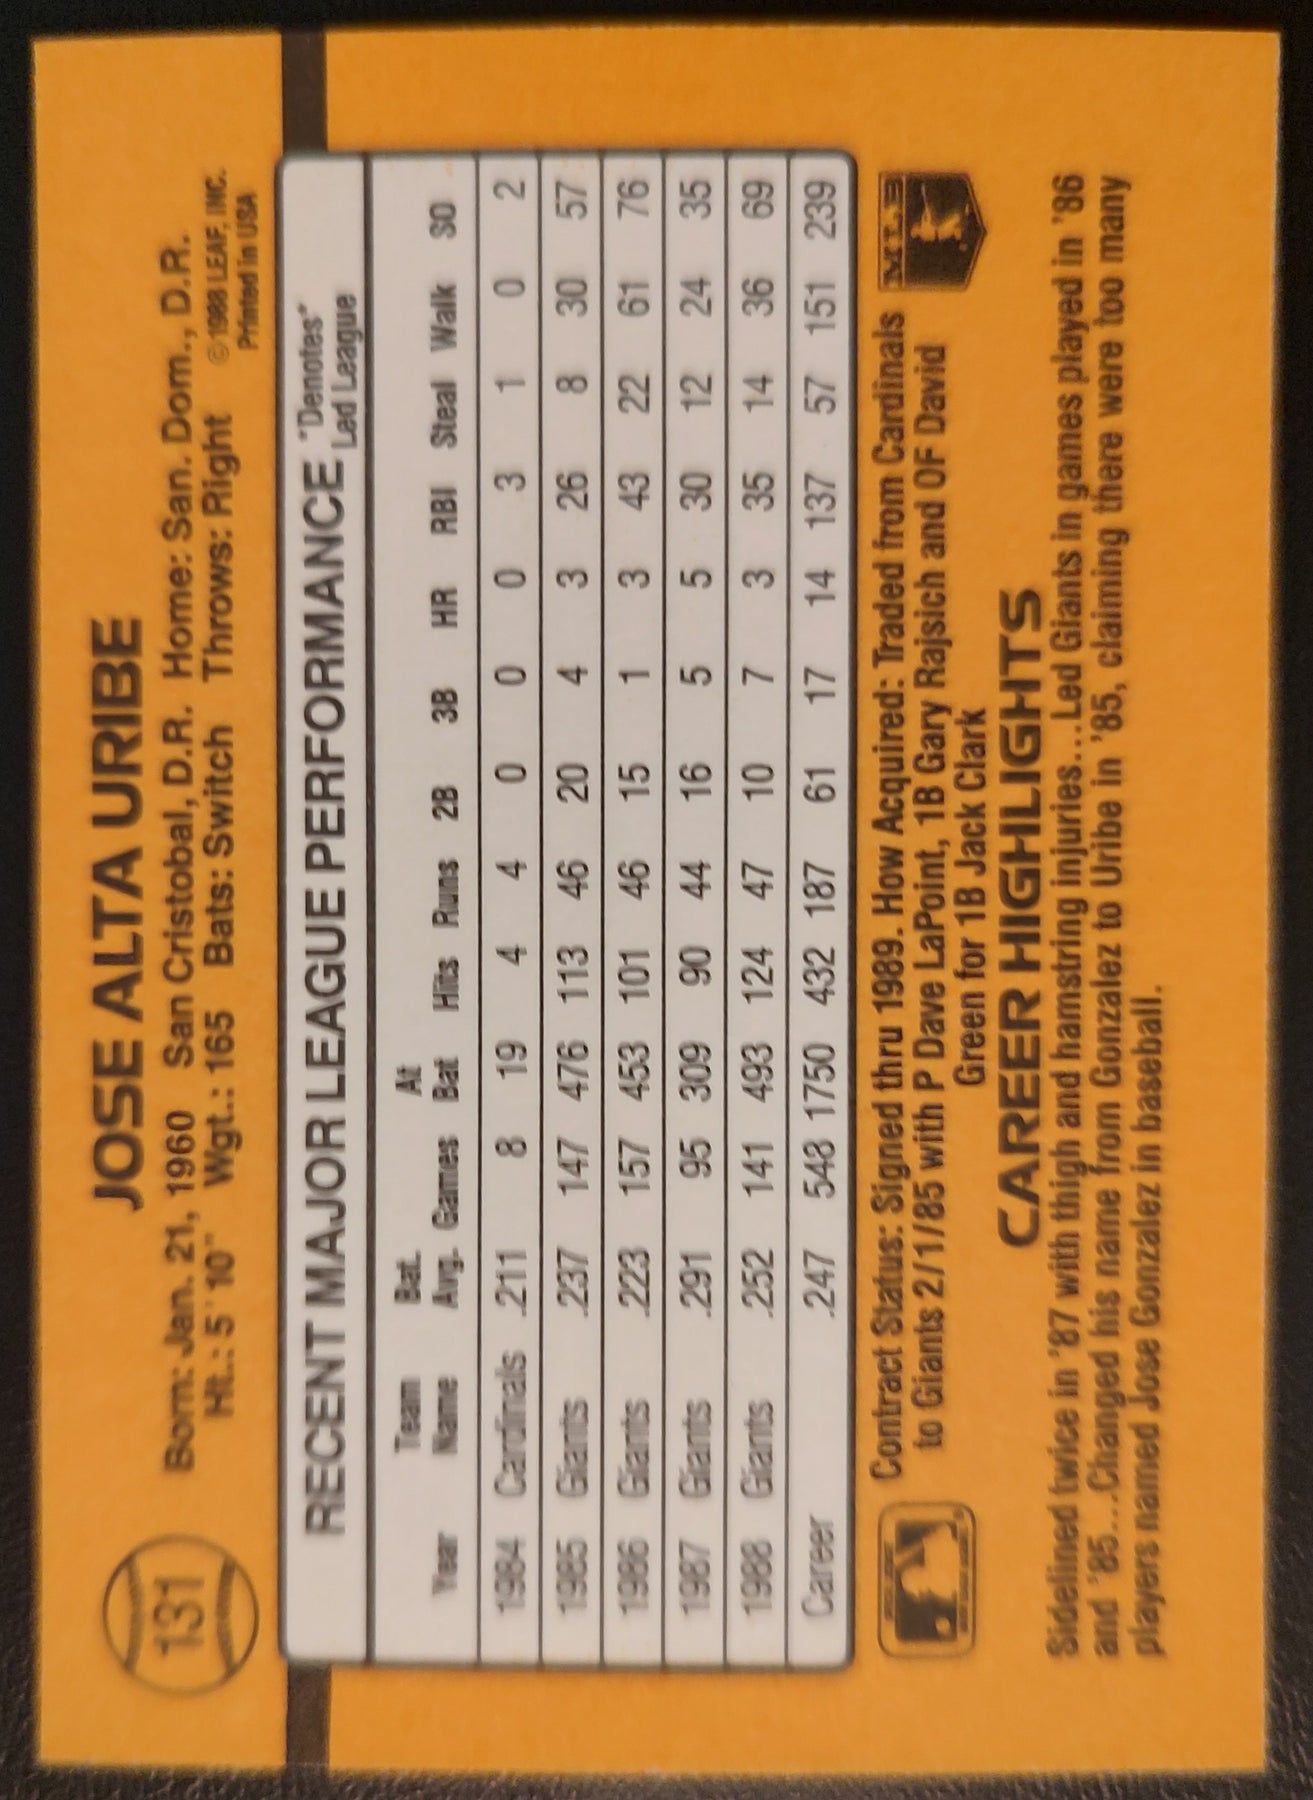 131
JOSE ALTA URIBE
Born: Jan. 21, 1960 San Cristobal, D.R. Home: San. Dom., D.R.
Ht.: 5'10" Wgt.: 165 Bats: Switch Throws: Right
©1988 LEAF, INC.
Printed in USA
RECENT MAJOR LEAGUE PERFORMANCE
"Denotes"
Led League
Year Team Name Bat. Avg. Games At Bat Hits Runs 2B 3B HR RBI Steal Walk SO
1984 Cardinals .211 8 19 4 4 0 0 0 3 1 0 2
1985 Giants .237 147 476 113 46 20 4 3 26 8 30 57
1986 Giants .223 157 453 101 46 15 1 3 43 22 61 76
1987 Giants .291 95 309 90 44 16 5 5 30 12 24 35
1988 Giants .252 141 493 124 47 10 7 3 35 14 36 69
Career .247 548 1750 432 187 61 17 14 137 57 151 239
Contract Status: Signed thru 1989. How Acquired: Traded from Cardinals
to Giants 2/1/85 with P Dave LaPoint, 1B Gary Rajsich and OF David
Green for 1B Jack Clark
MLB
CAREER HIGHLIGHTS
Sidelined twice in '87 with thigh and hamstring injuries...Led Giants in games played in '86
and '85....Changed his name from Gonzalez to Uribe in '85, claiming there were too many
players named Jose Gonzalez in baseball.